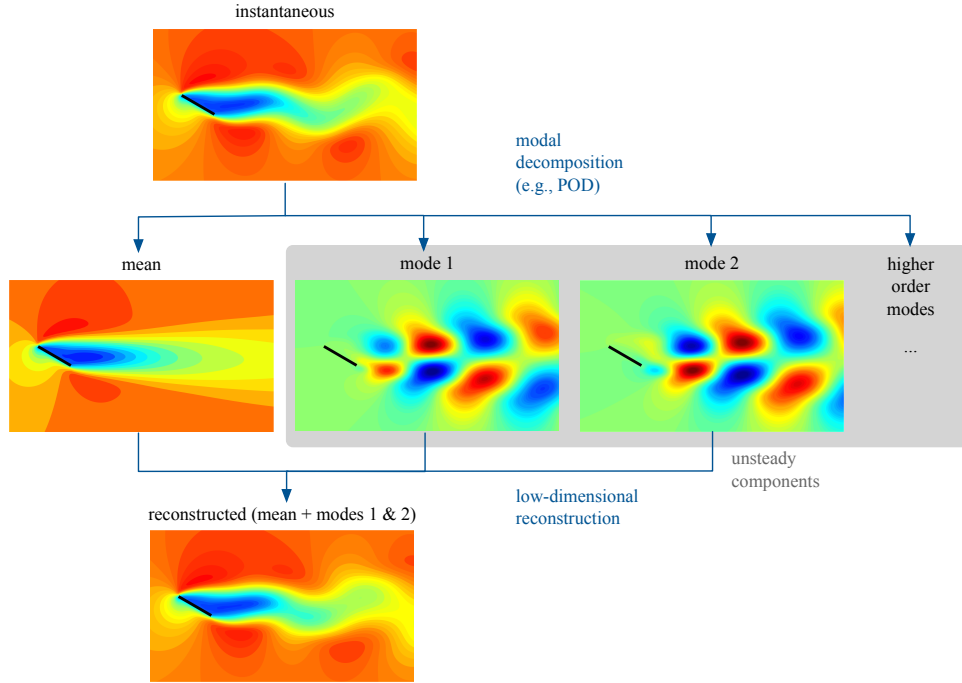 instantaneous
modal
decomposition
(e.g., POD)
mean
mode 1
mode 2
higher
order
modes
...
unsteady
components
low-dimensional
reconstruction
reconstructed (mean + modes 1 & 2)